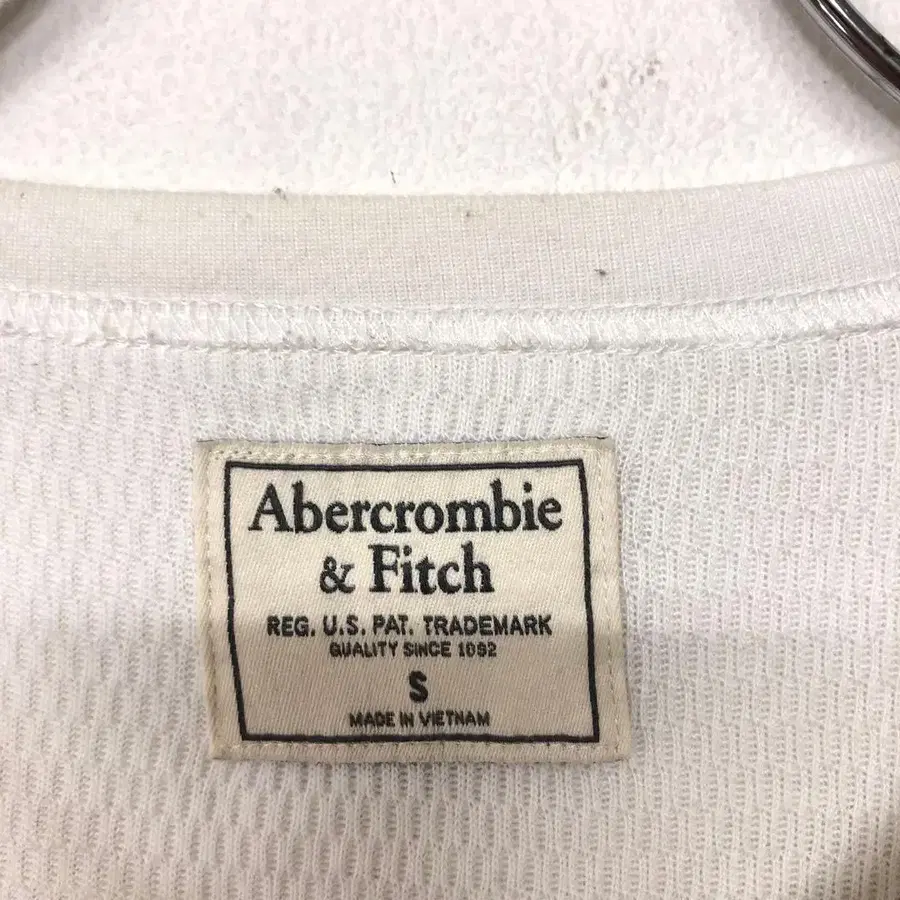 Abercrombie
& Fitch
REG. U.S. PAT. TRADEMARK
QUALITY SINCE 1892
S
MADE IN VIETNAM